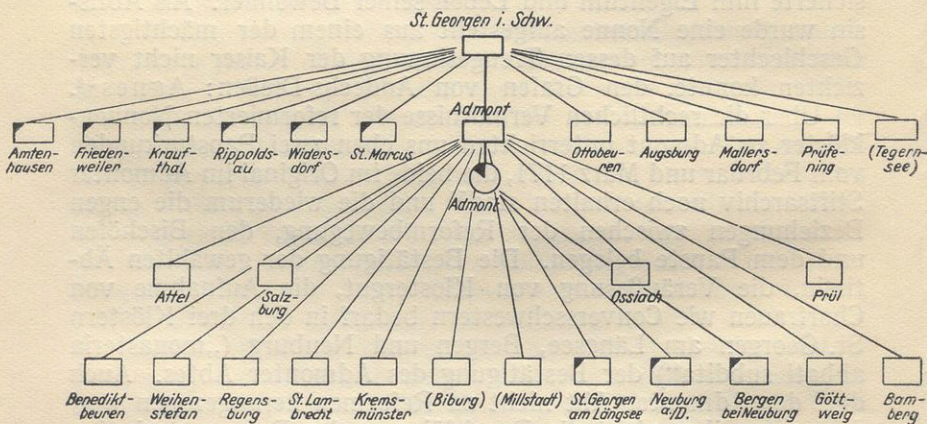 St. Georgen i. Schw.
Admont
Amten-
hausen
Frieden-
weiler
Krauf-
thal
Rippolds-
au
Widers-
dorf
St. Marcus
Ottobeu-
ren
Augsburg
Mallers-
dorf
Prüfe-
ning
(Tegern-
see)
Admont
Attel
Salz-
burg
Ossiach
Prül
Benedikt-
beuren
Weihen-
stefan
Regens-
burg
St. Lam-
brecht
Krems-
münster
(Biburg)
(Millstadt)
St. Georgen
am Längsee
Neuburg
a/D.
Bergen
bei Neuburg
Gött-
weig
Bam-
berg